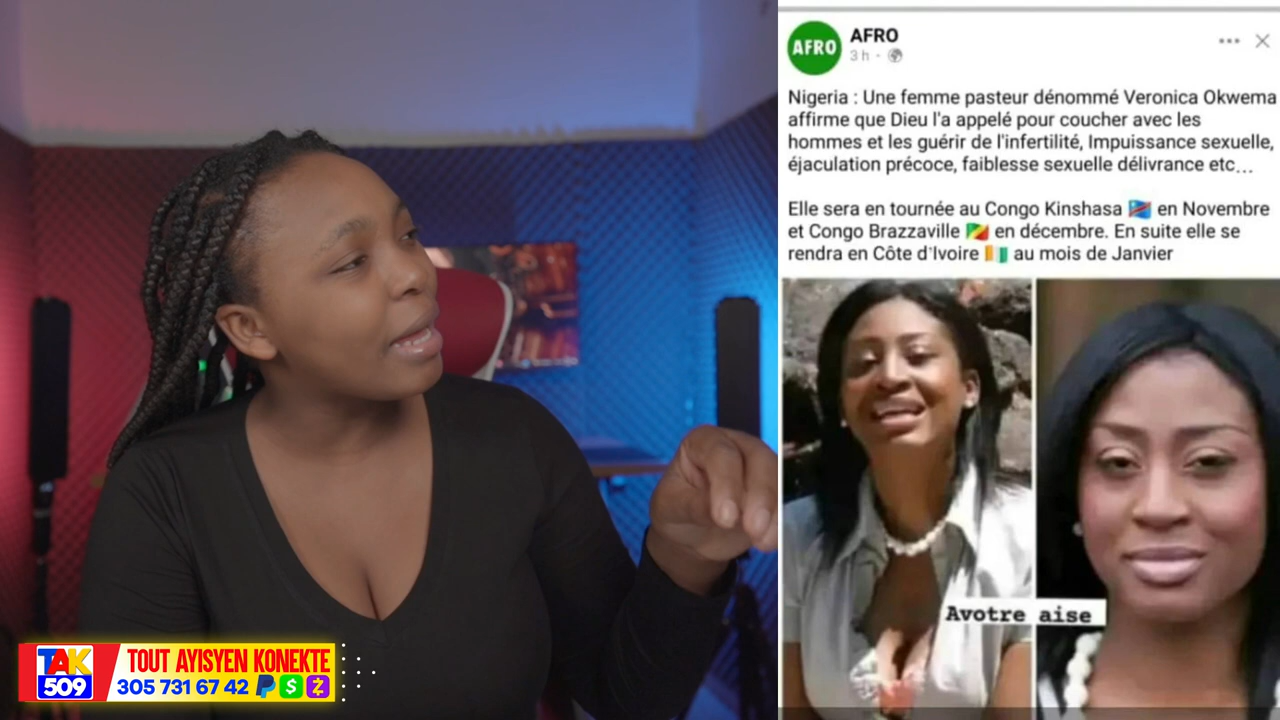 AFRO
AFRO
3 h
Nigeria : Une femme pasteur dénommé Veronica Okwema
affirme que Dieu l'a appelé pour coucher avec les
hommes et les guérir de l'infertilité, Impuissance sexuelle,
éjaculation précoce, faiblesse sexuelle délivrance etc...
Elle sera en tournée au Congo Kinshasa en Novembre
et Congo Brazzaville en décembre. En suite elle se
rendra en Côte d'Ivoire au mois de Janvier
Avotre aise
TAK
509
TOUT AYISYEN KONEKTE
305 731 67 42